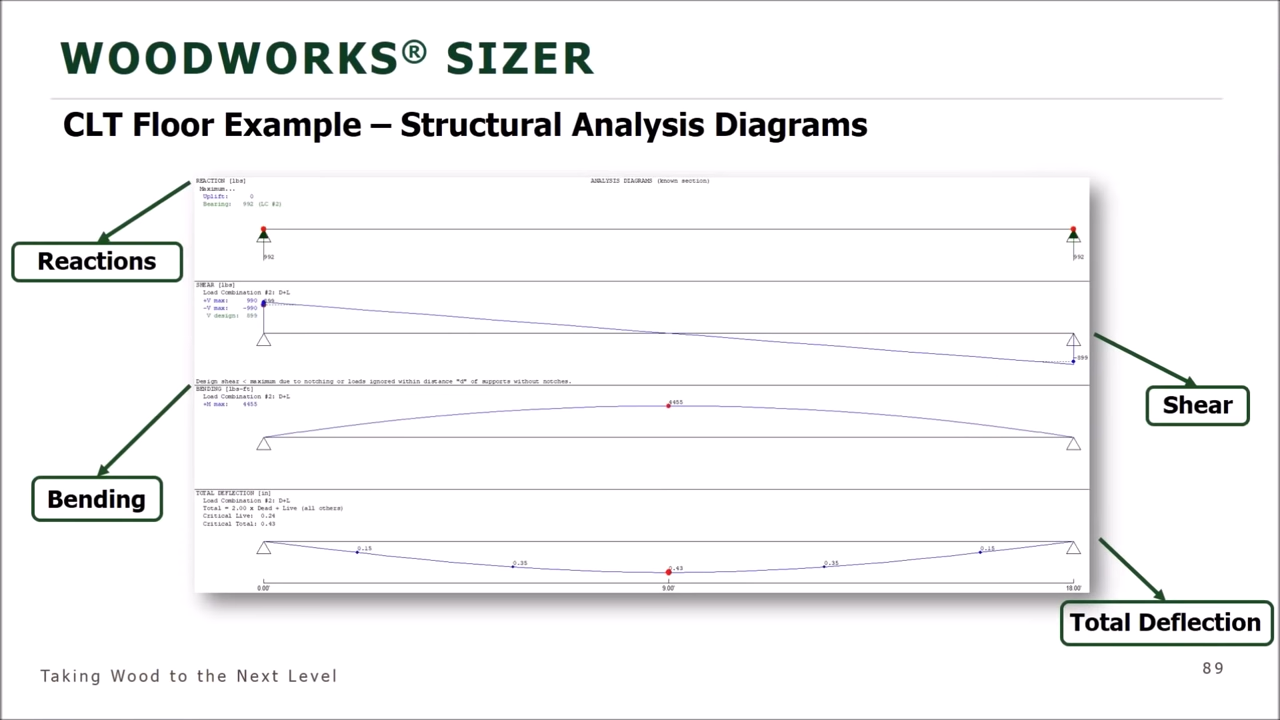 WOODWORKS® SIZER
CLT Floor Example – Structural Analysis Diagrams
REACTION [lbs]
ANALYSIS DIAGRAMS (known section)
Maximum...
Uplift: 0
Bearing: 992 (LC #2)
992
992
Reactions
SHEAR [lbs]
Load Combination #2: D+L
+V max: 990
899
-V max: -990
V design: 899
-899
Shear
Design shear < maximum due to notching or loads ignored within distance "d" of supports without notches.
BENDING [lbs-ft]
Load Combination #2: D+L
+M max: 4455
4455
Bending
TOTAL DEFLECTION [in]
Load Combination #2: D+L
Total = 2.00 x Dead + Live (all others)
Critical Live: 0.24
Critical Total: 0.43
0.15
0.35
0.43
0.35
0.15
0.00'
9.00'
18.00'
Total Deflection
Taking Wood to the Next Level
89